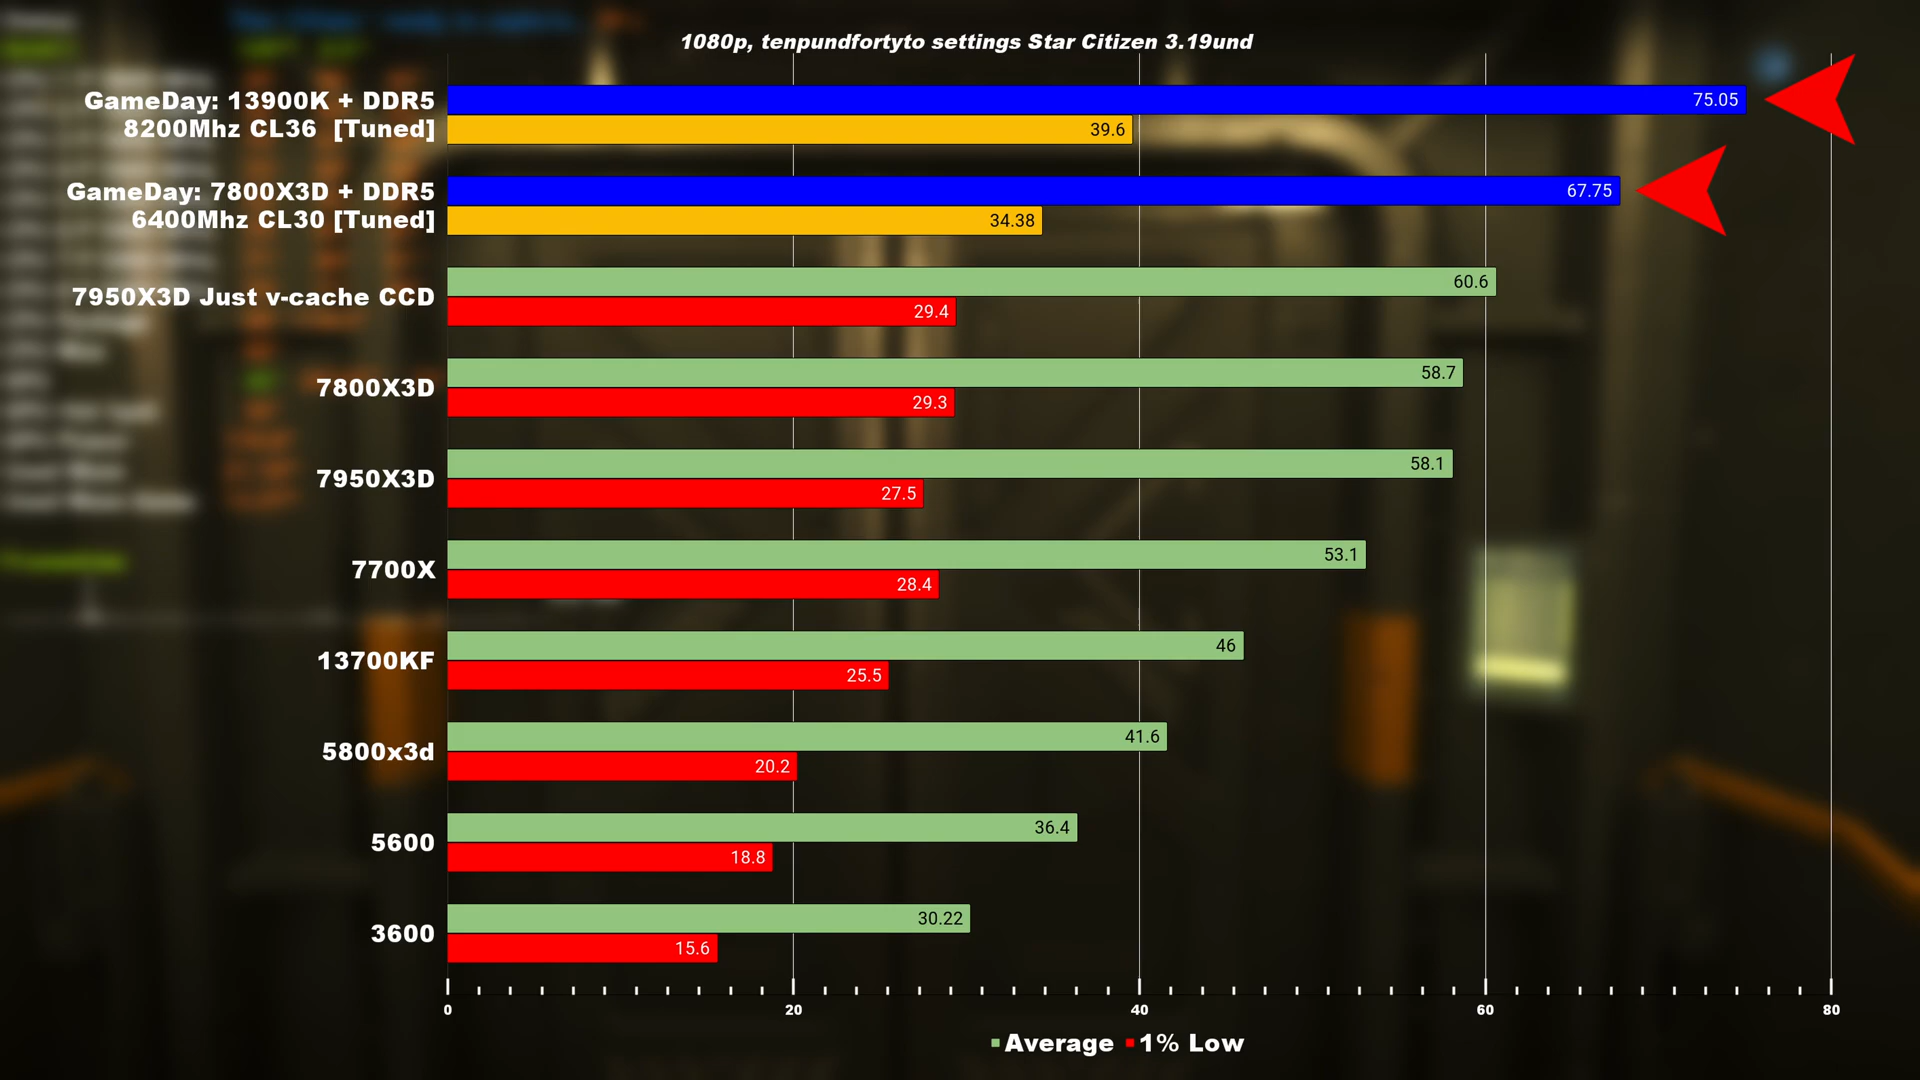 1080p, tenpundfortyto settings Star Citizen 3.19und
GameDay: 13900K + DDR5
8200Mhz CL36 [Tuned]
75.05
39.6
GameDay: 7800X3D + DDR5
6400Mhz CL30 [Tuned]
67.75
34.38
7950X3D Just v-cache CCD
60.6
29.4
7800X3D
58.7
29.3
7950X3D
58.1
27.5
7700X
53.1
28.4
13700KF
46
25.5
5800x3d
41.6
20.2
5600
36.4
18.8
3600
30.22
15.6
0 20 40 60 80
Average 1% Low